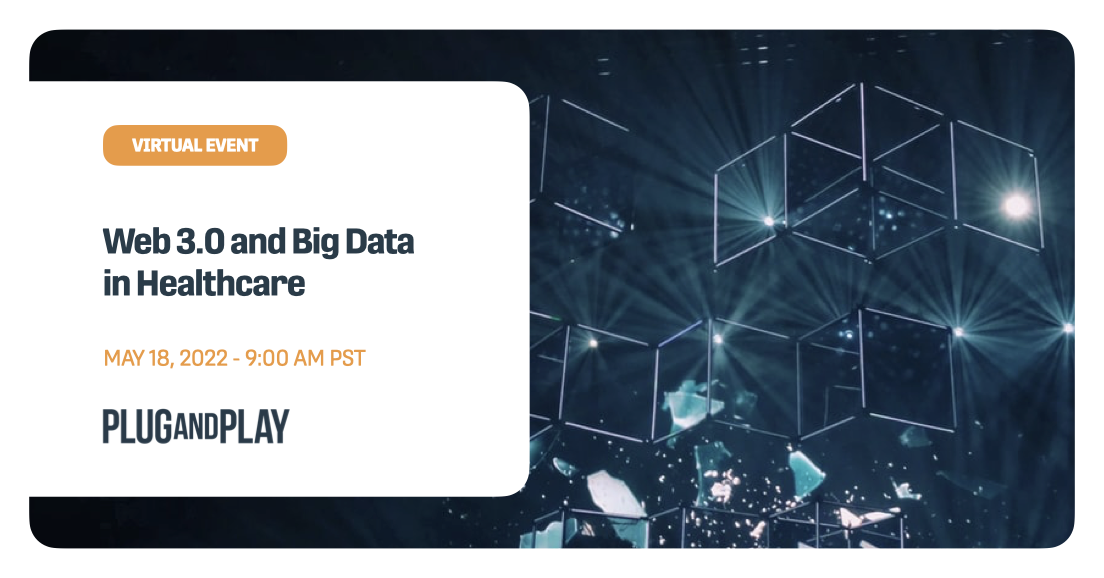 VIRTUAL EVENT
Web 3.0 and Big Data
in Healthcare
MAY 18, 2022 - 9:00 AM PST
PLUGANDPLAY